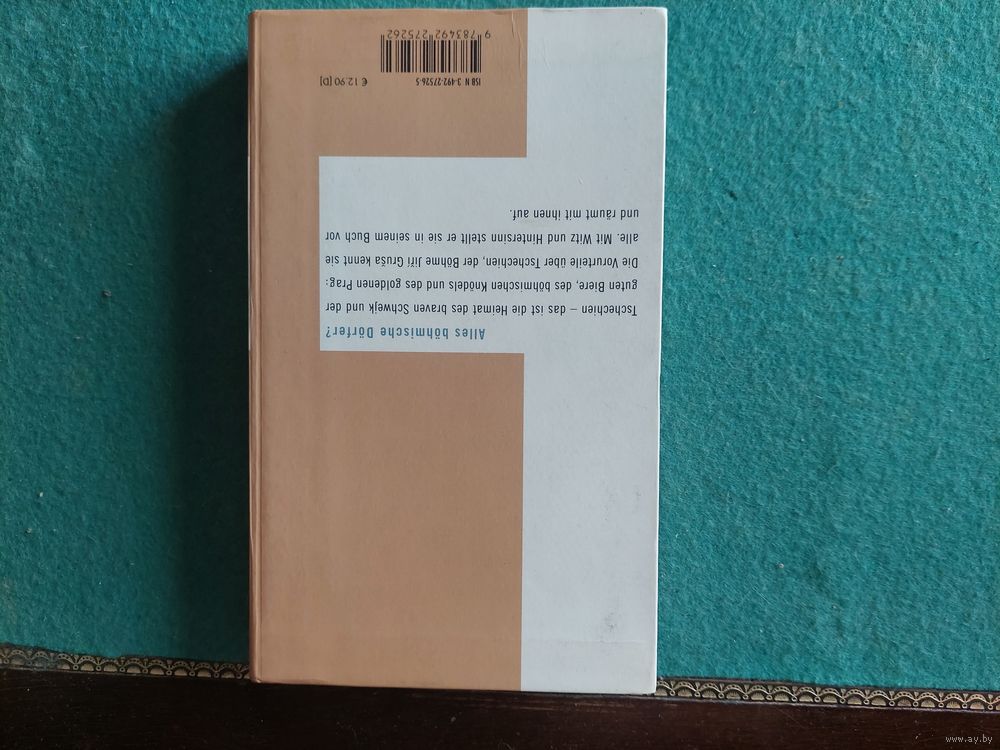 Alles böhmische Dörfer?
Tschechien – das ist die Heimat des braven Schwejk und der
guten Biere, des böhmischen Knödels und des goldenen Prag:
Die Vorurteile über Tschechien, der Böhme Jiří Gruša kennt sie
alle. Mit Witz und Hintersinn stellt er sie in seinem Buch vor
und räumt mit ihnen auf.
ISBN 3-492-27526-5
€ 12.90 [D]
9 783492 275262
www.ay.by